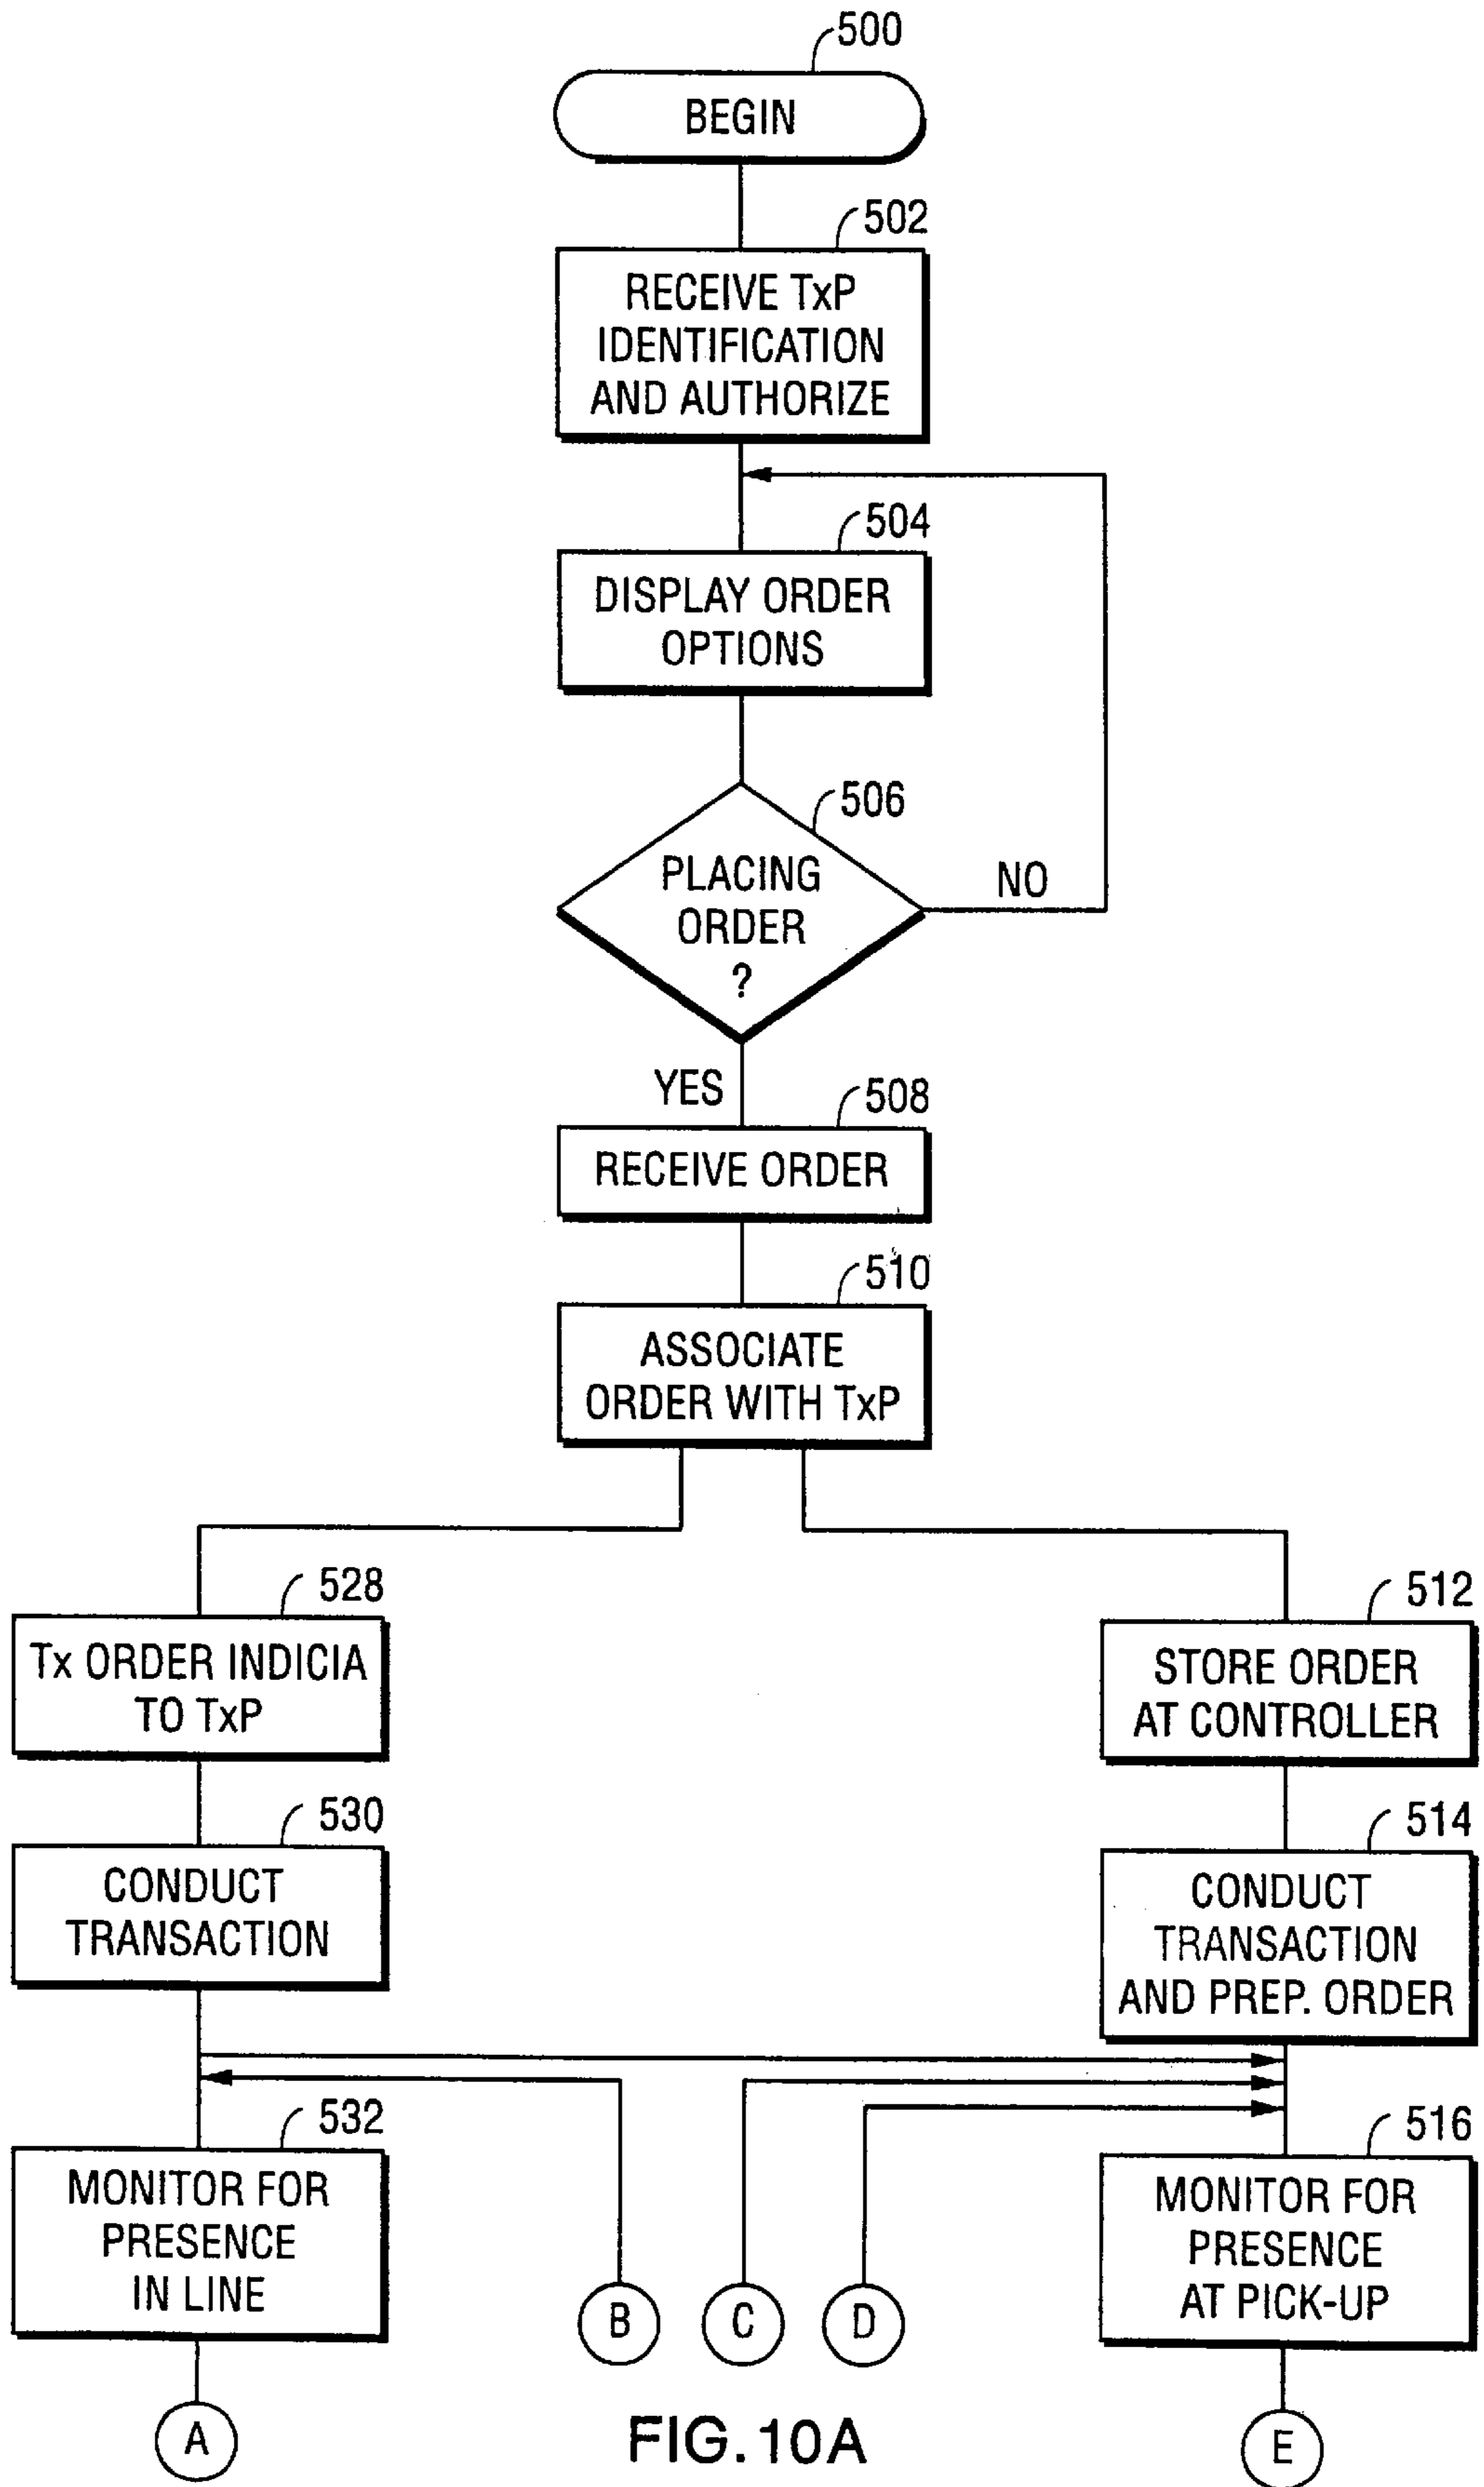 500
BEGIN
502
RECEIVE TxP
IDENTIFICATION
AND AUTHORIZE
504
DISPLAY ORDER
OPTIONS
506
PLACING
ORDER
?
NO
YES
508
RECEIVE ORDER
510
ASSOCIATE
ORDER WITH TxP
528
Tx ORDER INDICIA
TO TxP
530
CONDUCT
TRANSACTION
532
MONITOR FOR
PRESENCE
IN LINE
A
B
C
D
512
STORE ORDER
AT CONTROLLER
514
CONDUCT
TRANSACTION
AND PREP. ORDER
516
MONITOR FOR
PRESENCE
AT PICK-UP
E
FIG. 10A